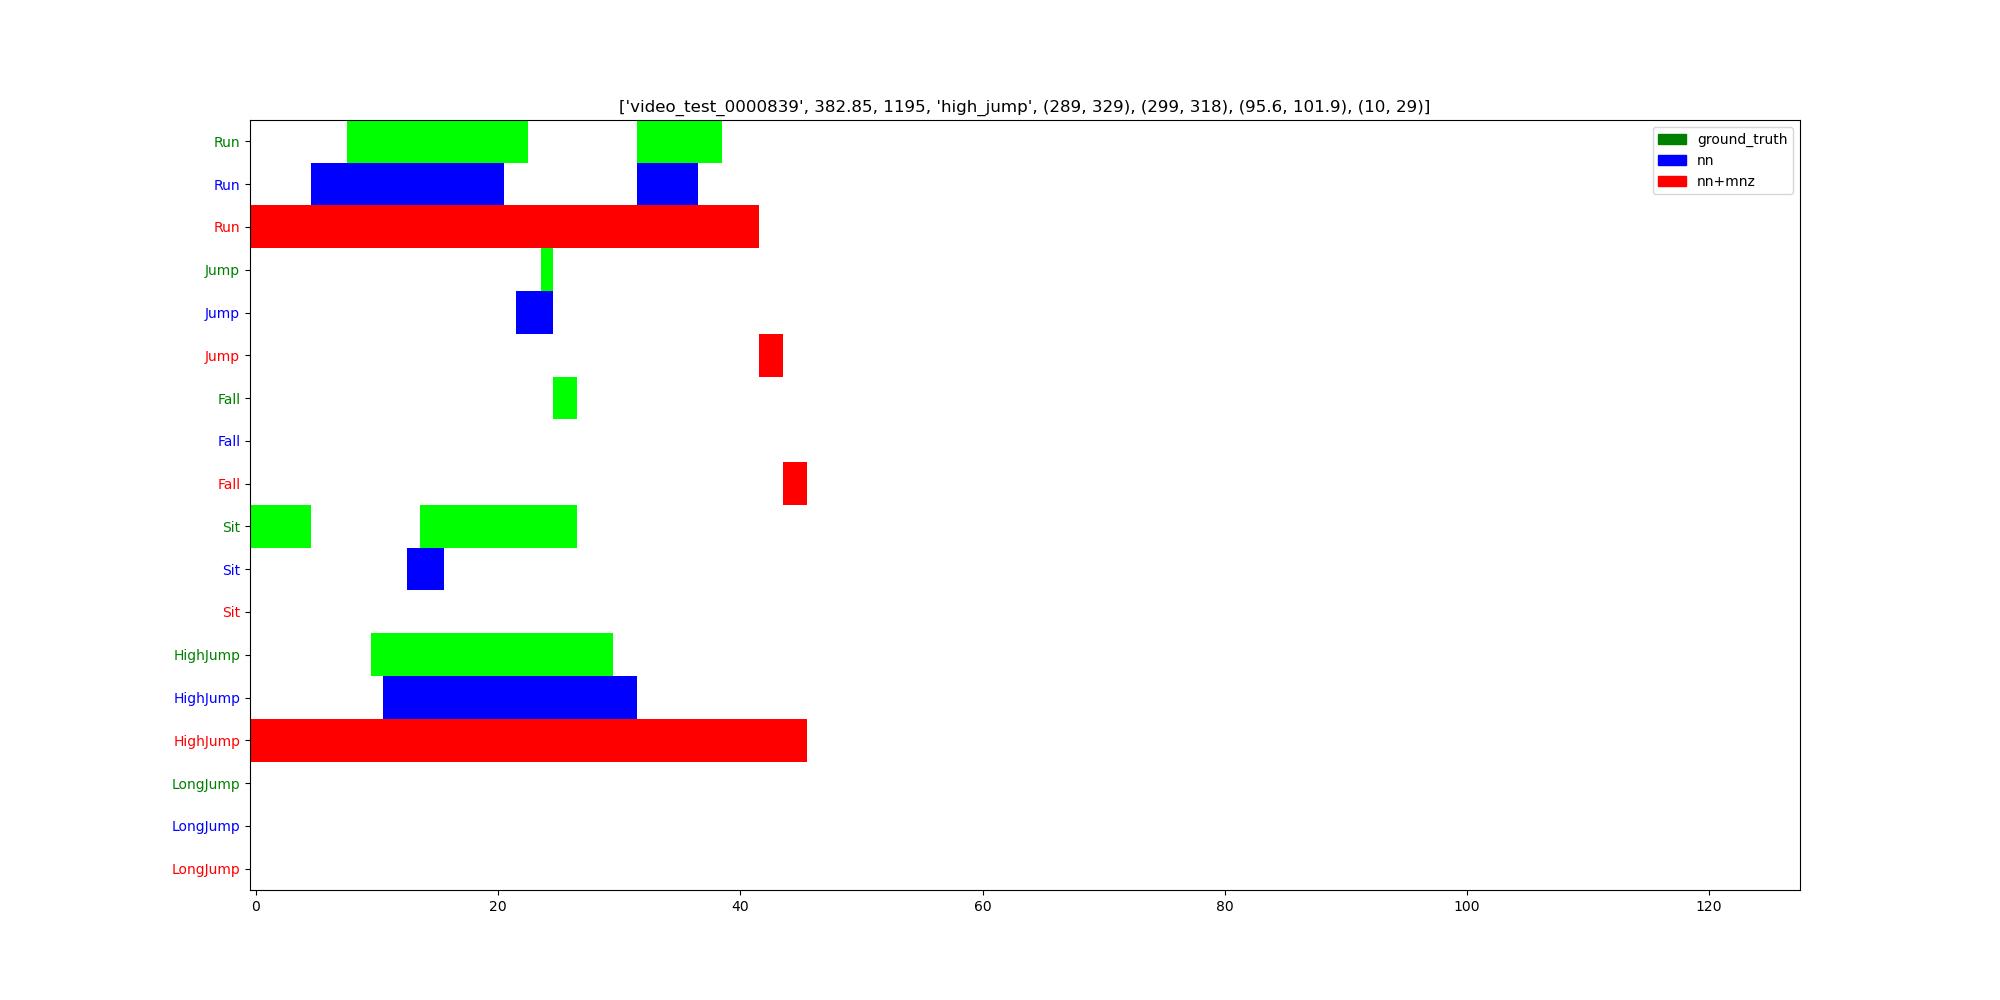 ['video_test_0000839', 382.85, 1195, 'high_jump', (289, 329), (299, 318), (95.6, 101.9), (10, 29)]
ground_truth
nn
nn+mnz
Run
Run
Run
Jump
Jump
Jump
Fall
Fall
Fall
Sit
Sit
Sit
HighJump
HighJump
HighJump
LongJump
LongJump
LongJump
0 20 40 60 80 100 120